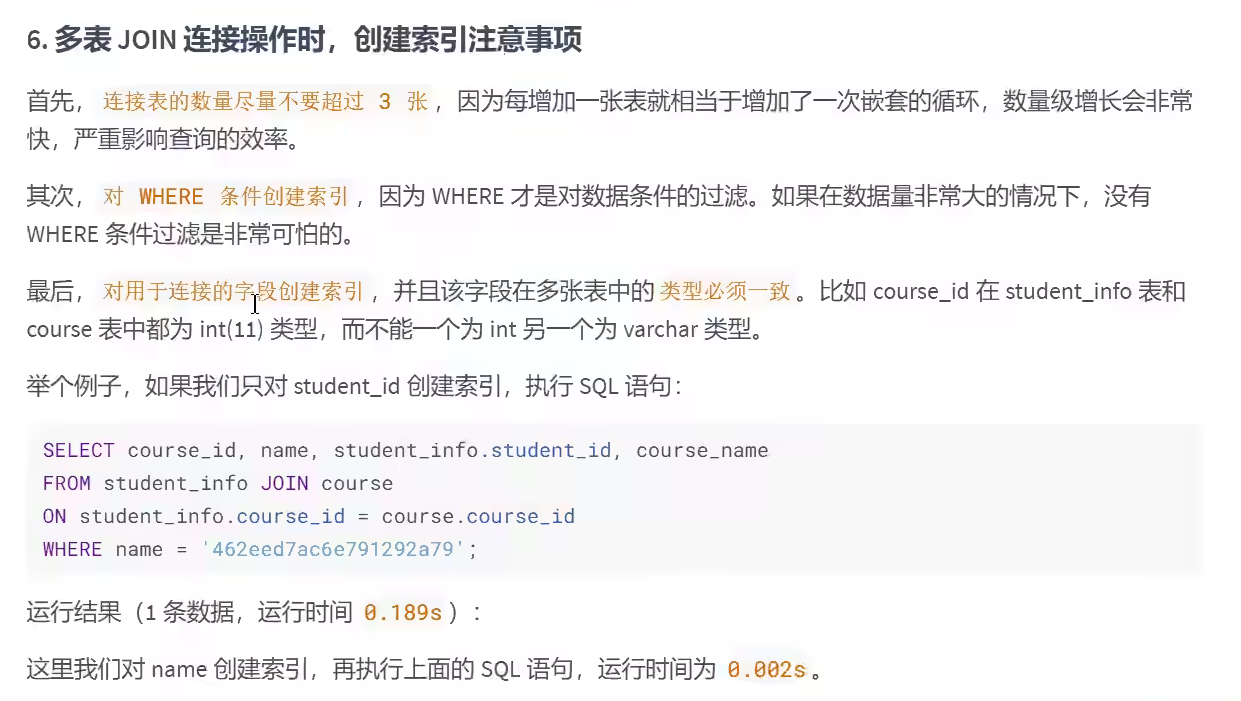 6. 多表 JOIN 连接操作时，创建索引注意事项
首先， 连接表的数量尽量不要超过 3 张 ，因为每增加一张表就相当于增加了一次嵌套的循环，数量级增长会非常
快，严重影响查询的效率。
其次， 对 WHERE 条件创建索引 ，因为 WHERE 才是对数据条件的过滤。如果在数据量非常大的情况下，没有
WHERE 条件过滤是非常可怕的。
最后， 对用于连接的字段创建索引 ，并且该字段在多张表中的 类型必须一致 。比如 course_id 在 student_info 表和
course 表中都为 int(11) 类型，而不能一个为 int 另一个为 varchar 类型。
举个例子，如果我们只对 student_id 创建索引，执行 SQL 语句：
SELECT course_id, name, student_info.student_id, course_name
FROM student_info JOIN course
ON student_info.course_id = course.course_id
WHERE name = '462eed7ac6e791292a79';
运行结果（1 条数据，运行时间 0.189s ）：
这里我们对 name 创建索引，再执行上面的 SQL 语句，运行时间为 0.002s 。